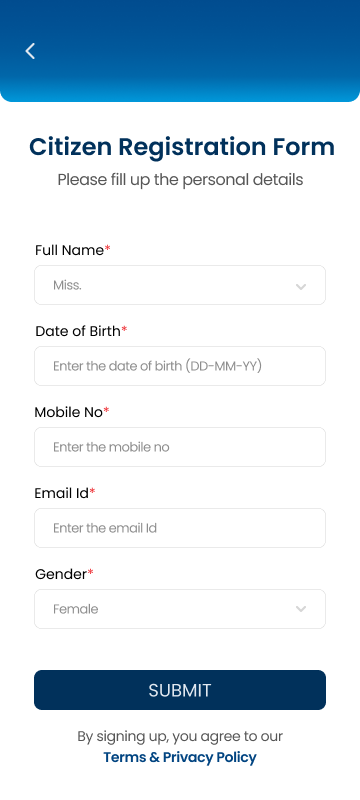 Citizen Registration Form
Please fill up the personal details
Full Name*
Miss.
Date of Birth*
Enter the date of birth (DD-MM-YY)
Mobile No*
Enter the mobile no
Email Id*
Enter the email Id
Gender*
Female
SUBMIT
By signing up, you agree to our
Terms & Privacy Policy